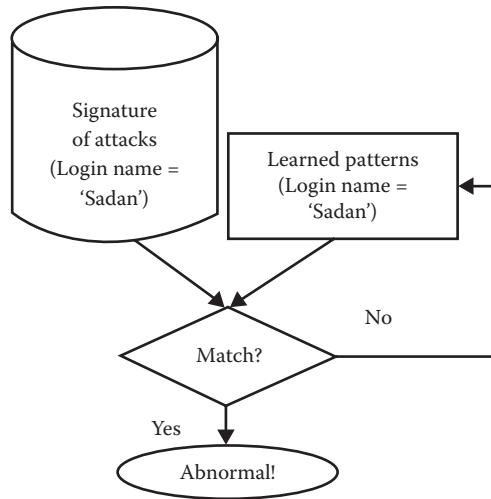 Signature
of attacks
(Login name =
‘Sadan’)
Learned patterns
(Login name =
‘Sadan’)
No
Match?
Yes
Abnormal!